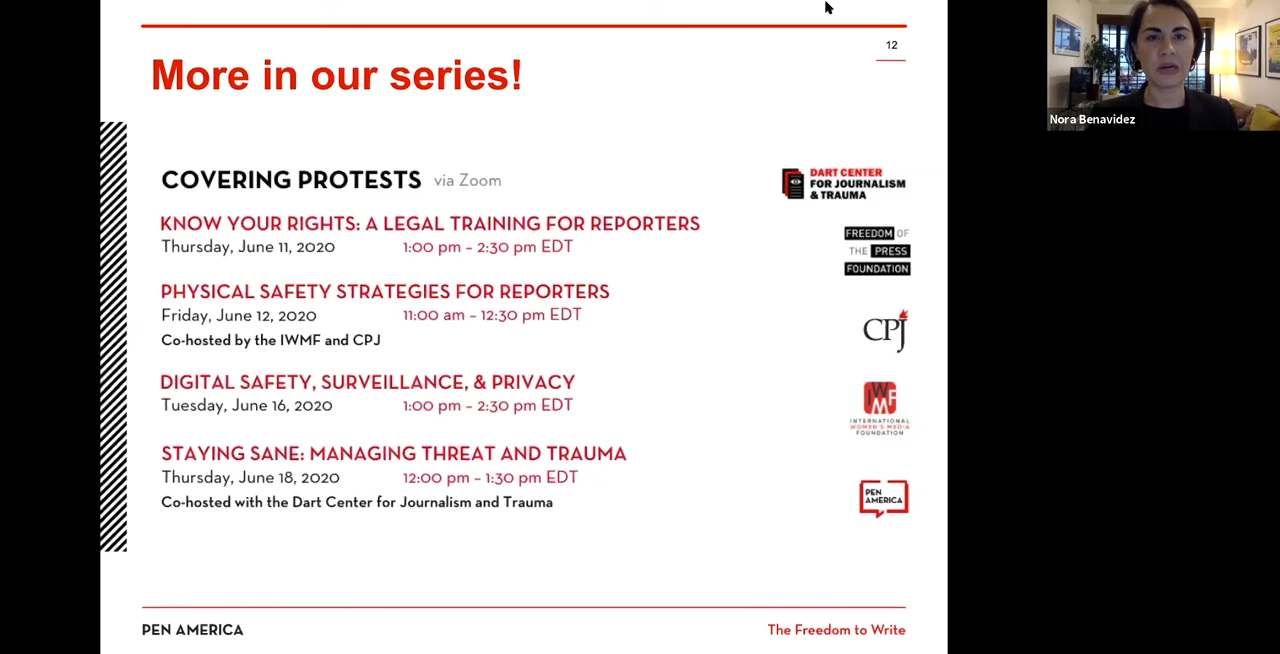 12
More in our series!
Nora Benavidez
COVERING PROTESTS via Zoom
KNOW YOUR RIGHTS: A LEGAL TRAINING FOR REPORTERS
Thursday, June 11, 2020 1:00 pm – 2:30 pm EDT
PHYSICAL SAFETY STRATEGIES FOR REPORTERS
Friday, June 12, 2020 11:00 am – 12:30 pm EDT
Co-hosted by the IWMF and CPJ
DIGITAL SAFETY, SURVEILLANCE, & PRIVACY
Tuesday, June 16, 2020 1:00 pm – 2:30 pm EDT
STAYING SANE: MANAGING THREAT AND TRAUMA
Thursday, June 18, 2020 12:00 pm – 1:30 pm EDT
Co-hosted with the Dart Center for Journalism and Trauma
DART CENTER
FOR JOURNALISM
& TRAUMA
FREEDOM OF
THE PRESS
FOUNDATION
CPJ
IWMF
INTERNATIONAL
WOMEN'S MEDIA
FOUNDATION
PEN
AMERICA
PEN AMERICA
The Freedom to Write